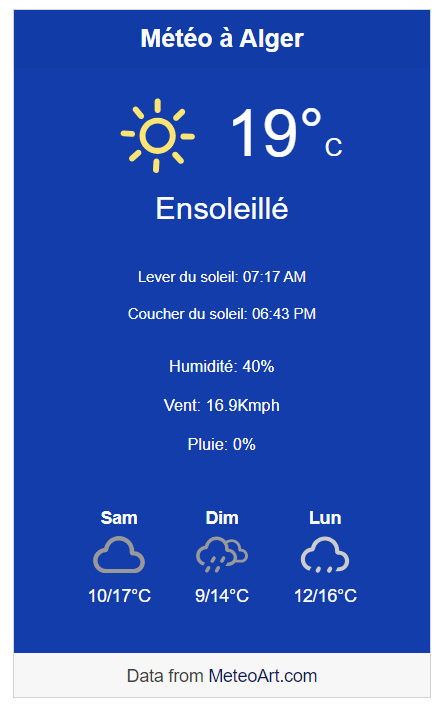 Météo à Alger
19°C
Ensoleillé
Lever du soleil: 07:17 AM
Coucher du soleil: 06:43 PM
Humidité: 40%
Vent: 16.9Kmph
Pluie: 0%
Sam Dim Lun
10/17°C 9/14°C 12/16°C
Data from MeteoArt.com